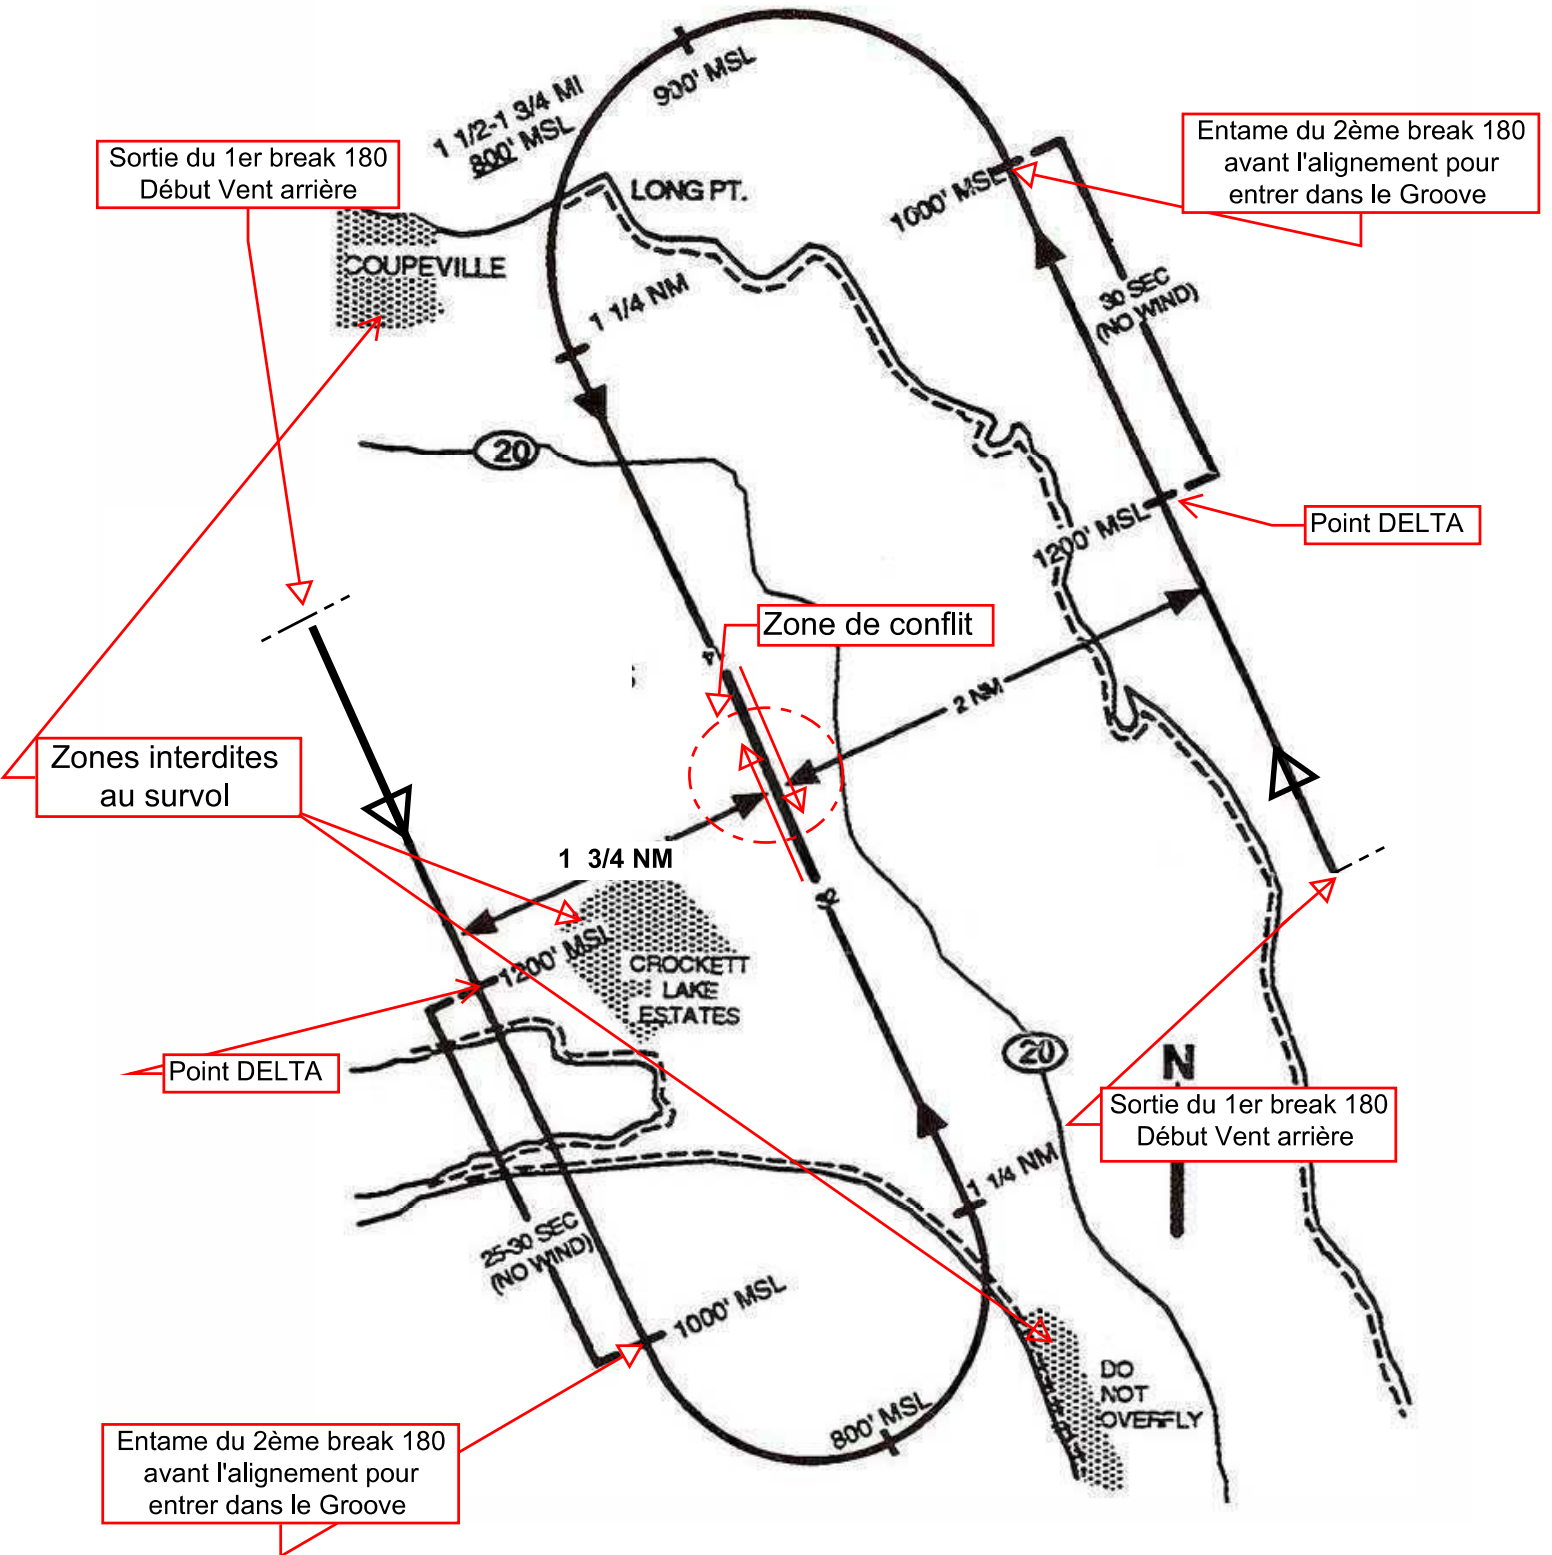 900' MSL
1 1/2-1 3/4 MI
800' MSL
Entame du 2ème break 180
avant l'alignement pour
entrer dans le Groove
Sortie du 1er break 180
Début Vent arrière
LONG PT.
1000' MSL
COUPEVILLE
1 1/4 NM
30 SEC
(NO WIND)
20
Point DELTA
1200' MSL
Zone de conflit
14
2 NM
Zones interdites
au survol
1 3/4 NM
32
1200' MSL
CROCKETT
LAKE
ESTATES
20
N
Point DELTA
Sortie du 1er break 180
Début Vent arrière
1 1/4 NM
25-30 SEC
(NO WIND)
1000' MSL
DO
NOT
OVERFLY
800' MSL
Entame du 2ème break 180
avant l'alignement pour
entrer dans le Groove